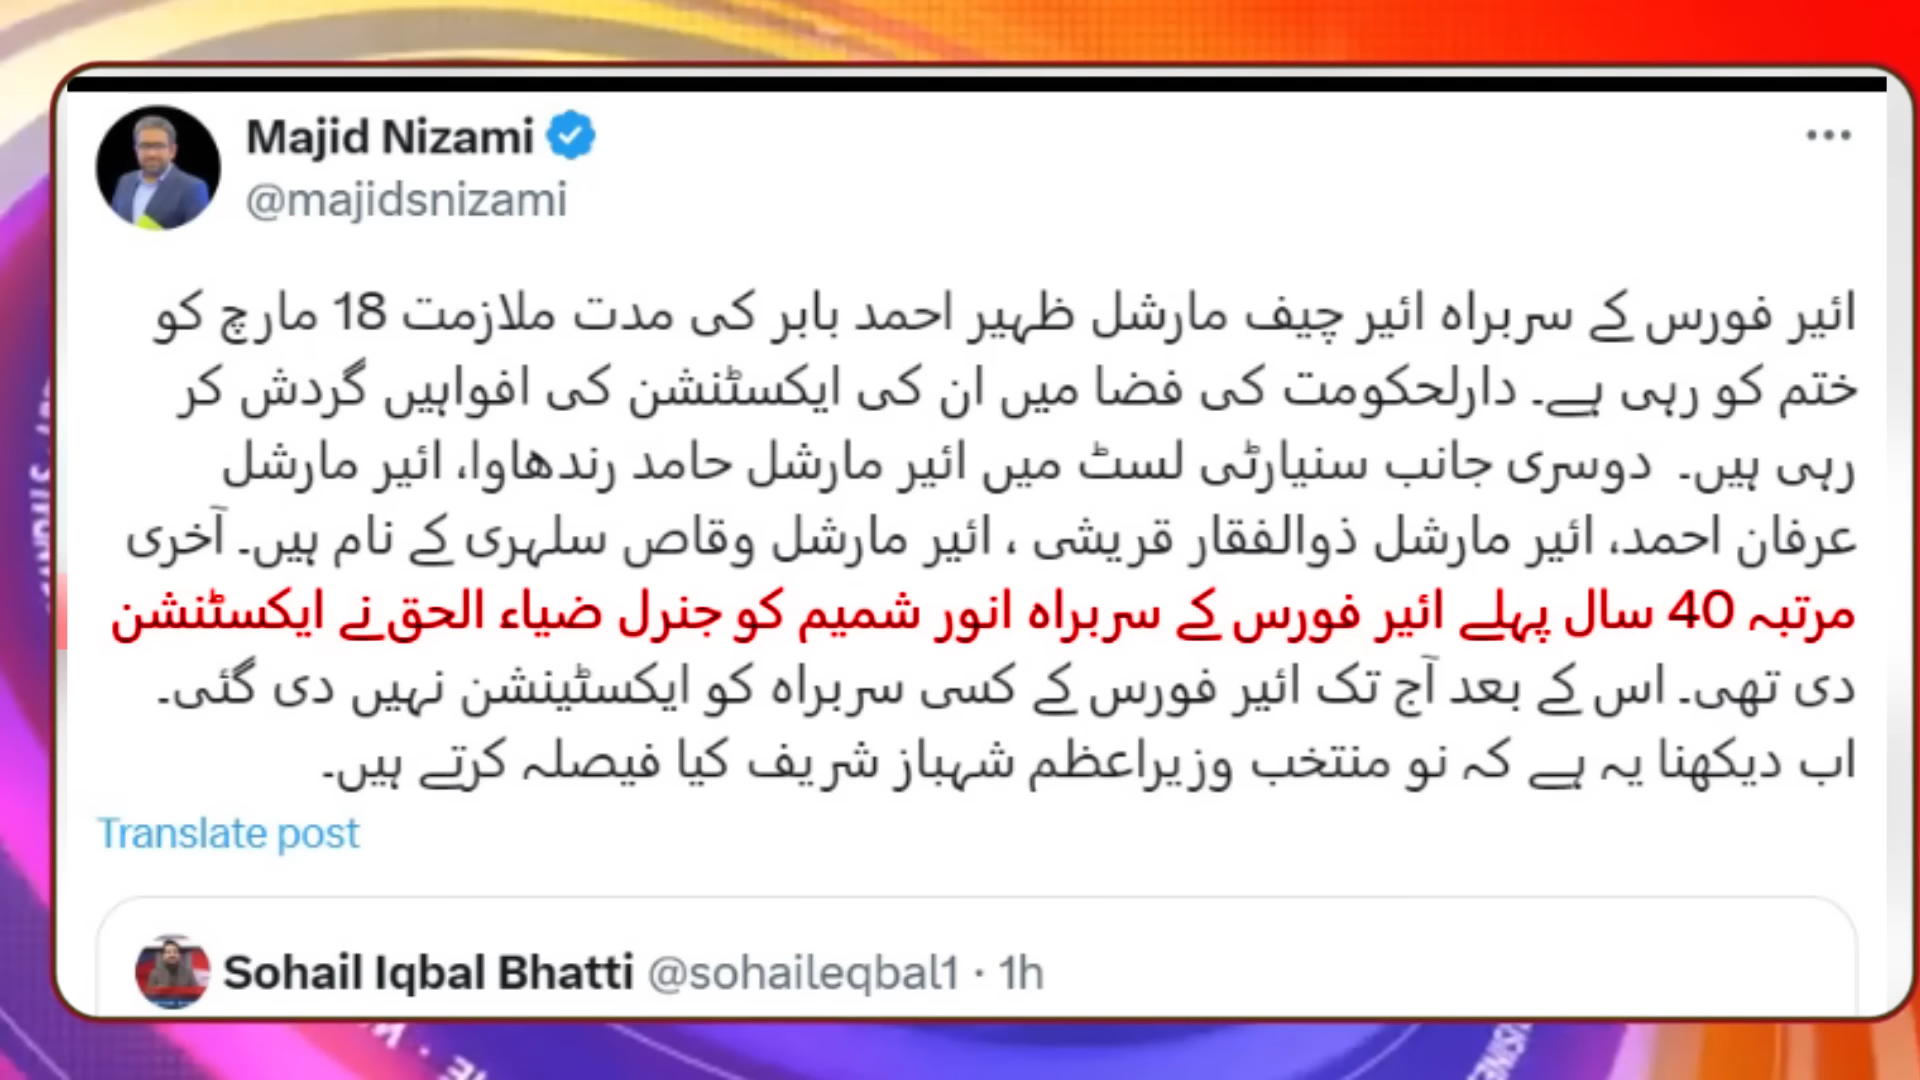 Majid Nizami
@majidsnizami
ائیر فورس کے سربراہ ائیر چیف مارشل ظہیر احمد بابر کی مدت ملازمت 18 مارچ کو
ختم کو رہی ہے۔ دارلحکومت کی فضا میں ان کی ایکسٹنشن کی افواہیں گردش کر
رہی ہیں۔ دوسری جانب سنیارٹی لسٹ میں ائیر مارشل حامد رندھاوا، ائیر مارشل
عرفان احمد، ائیر مارشل ذوالفقار قریشی ، ائیر مارشل وقاص سلہری کے نام ہیں۔ آخری
مرتبہ 40 سال پہلے ائیر فورس کے سربراہ انور شمیم کو جنرل ضیاء الحق نے ایکسٹنشن
دی تھی۔ اس کے بعد آج تک ائیر فورس کے کسی سربراہ کو ایکسٹینشن نہیں دی گئی۔
اب دیکھنا یہ ہے کہ نو منتخب وزیراعظم شہباز شریف کیا فیصلہ کرتے ہیں۔
Translate post
Sohail Iqbal Bhatti @sohaileqbal1 · 1h